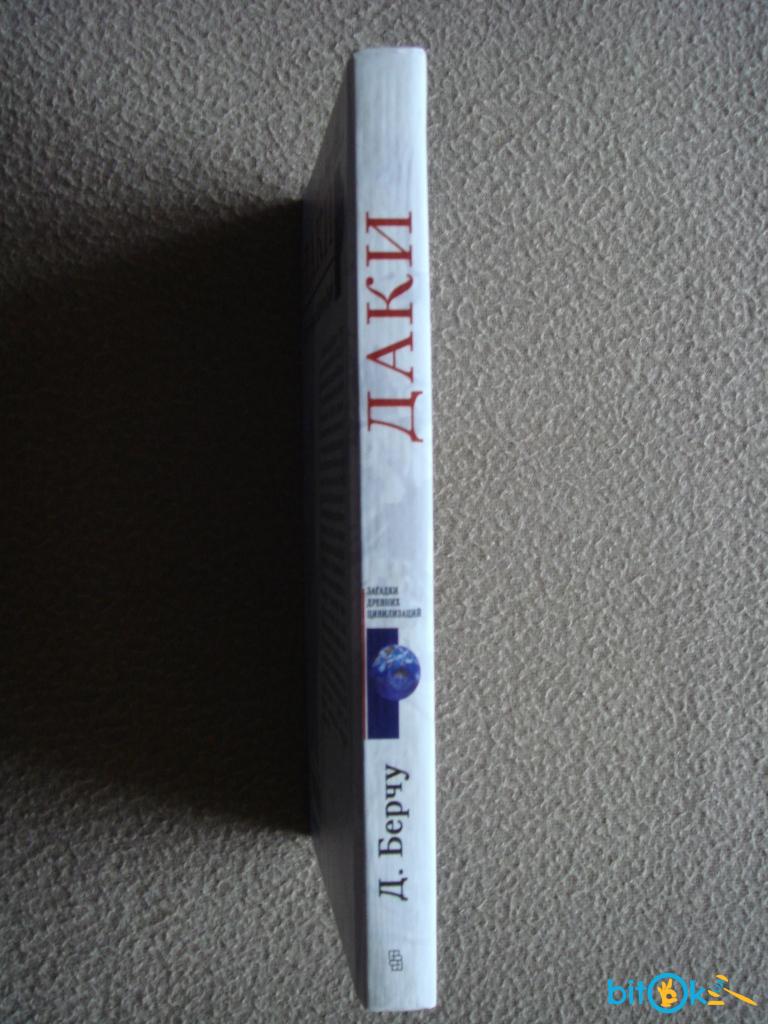 Д. Берчу
ЗАГАДКИ
ДРЕВНИХ
ЦИВИЛИЗАЦИЙ
ДАКИ
bitOk